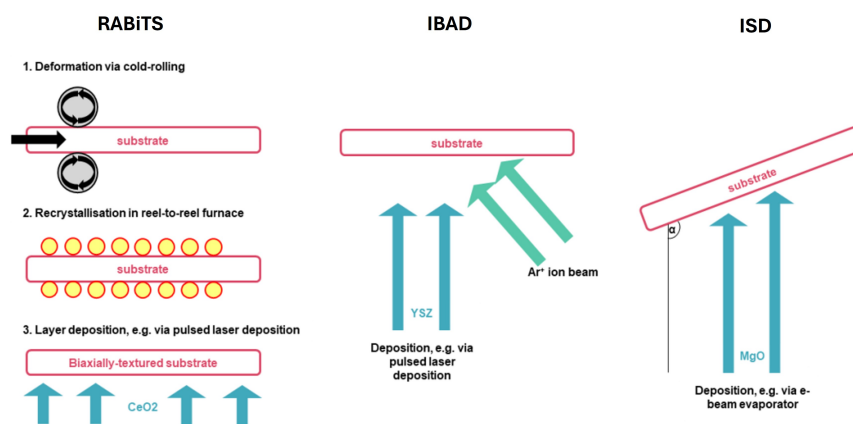 RABiTS
1. Deformation via cold-rolling
substrate
2. Recrystallisation in reel-to-reel furnace
substrate
3. Layer deposition, e.g. via pulsed laser deposition
Biaxially-textured substrate
CeO2
IBAD
substrate
Ar⁺ ion beam
YSZ
Deposition, e.g. via
pulsed laser
deposition
ISD
substrate
α
MgO
Deposition, e.g. via e-
beam evaporator